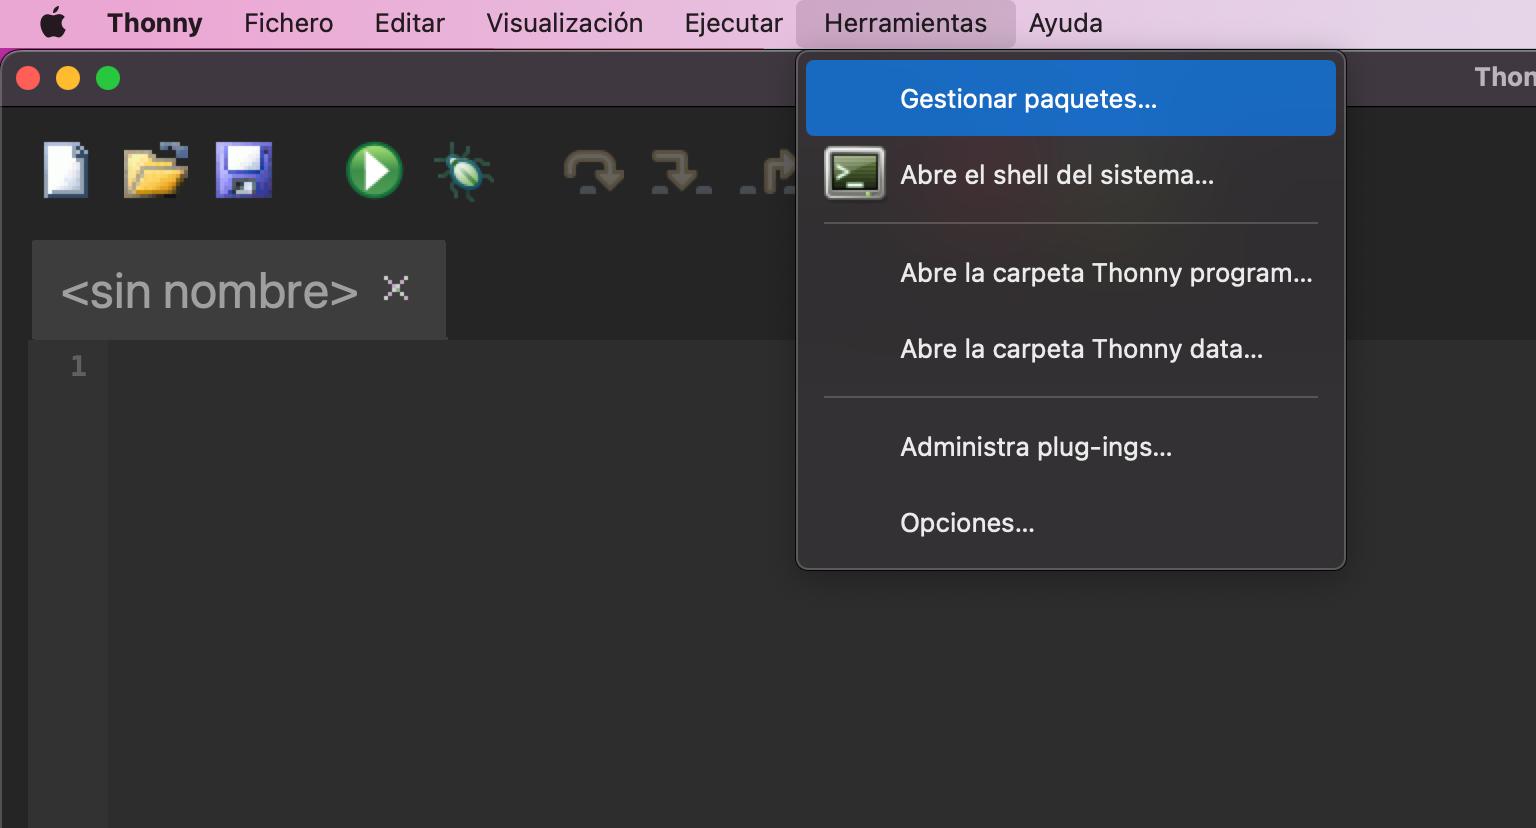 Thonny Fichero Editar Visualización Ejecutar Herramientas Ayuda
Thon
Gestionar paquetes...
Abre el shell del sistema...
<sin nombre>
Abre la carpeta Thonny program...
1
Abre la carpeta Thonny data...
Administra plug-ings...
Opciones...